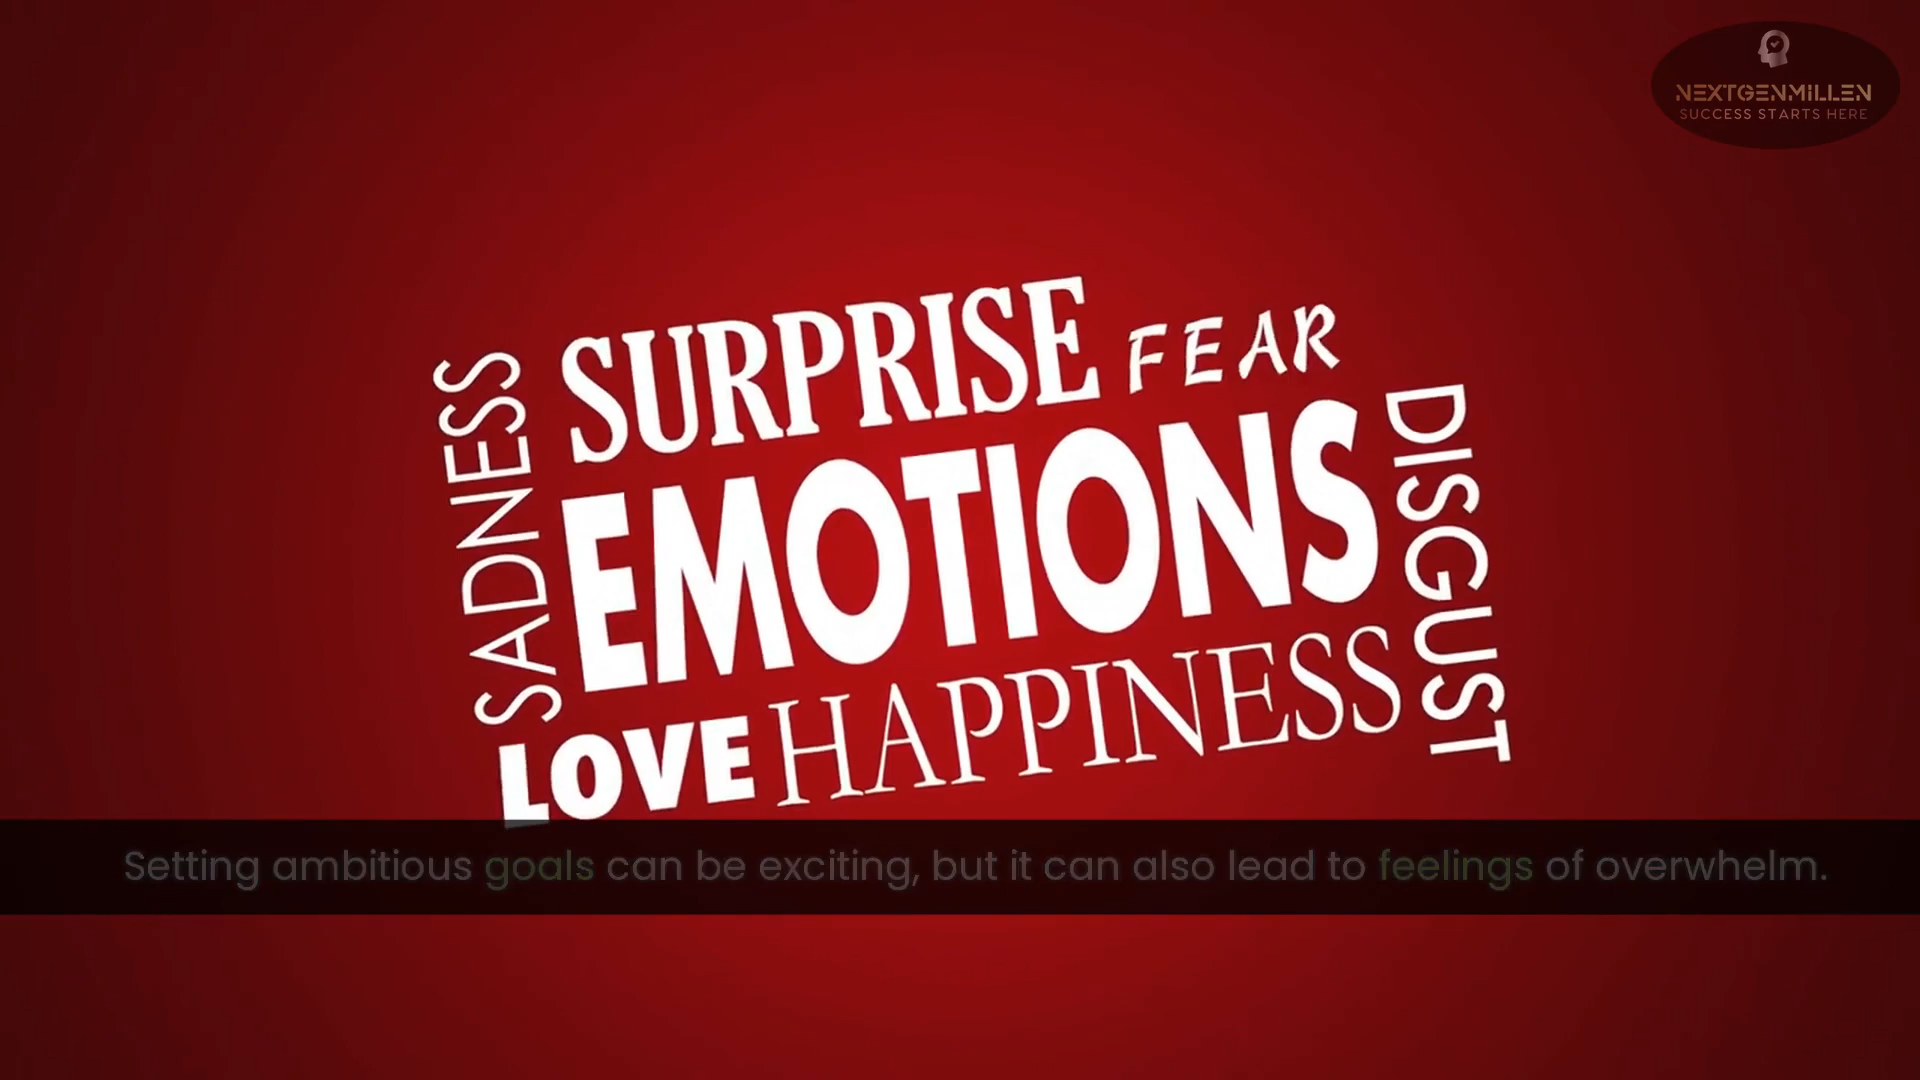 NEXTGENMILLEN
SUCCESS STARTS HERE
SURPRISE FEAR
SADNESS
EMOTIONS
DISGUST
LOVE HAPPINESS
Setting ambitious goals can be exciting, but it can also lead to feelings of overwhelm.